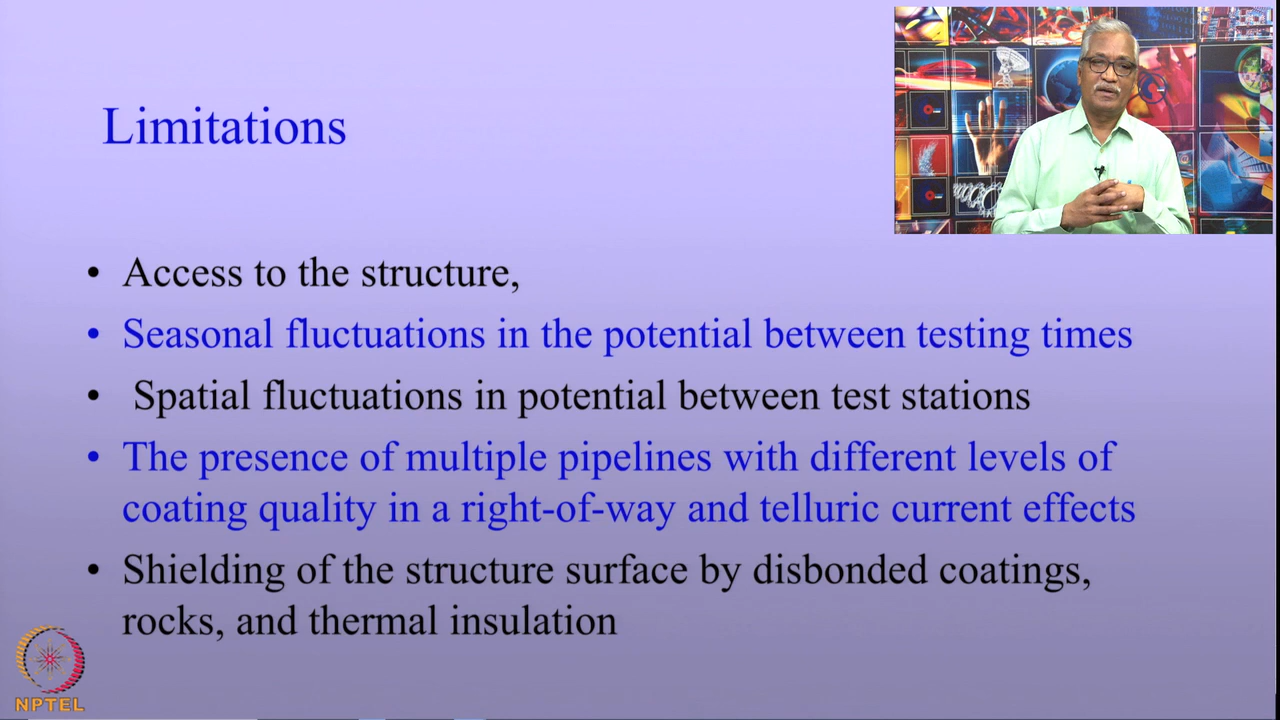 Limitations
• Access to the structure,
• Seasonal fluctuations in the potential between testing times
• Spatial fluctuations in potential between test stations
• The presence of multiple pipelines with different levels of
coating quality in a right-of-way and telluric current effects
• Shielding of the structure surface by disbonded coatings,
rocks, and thermal insulation
NPTEL